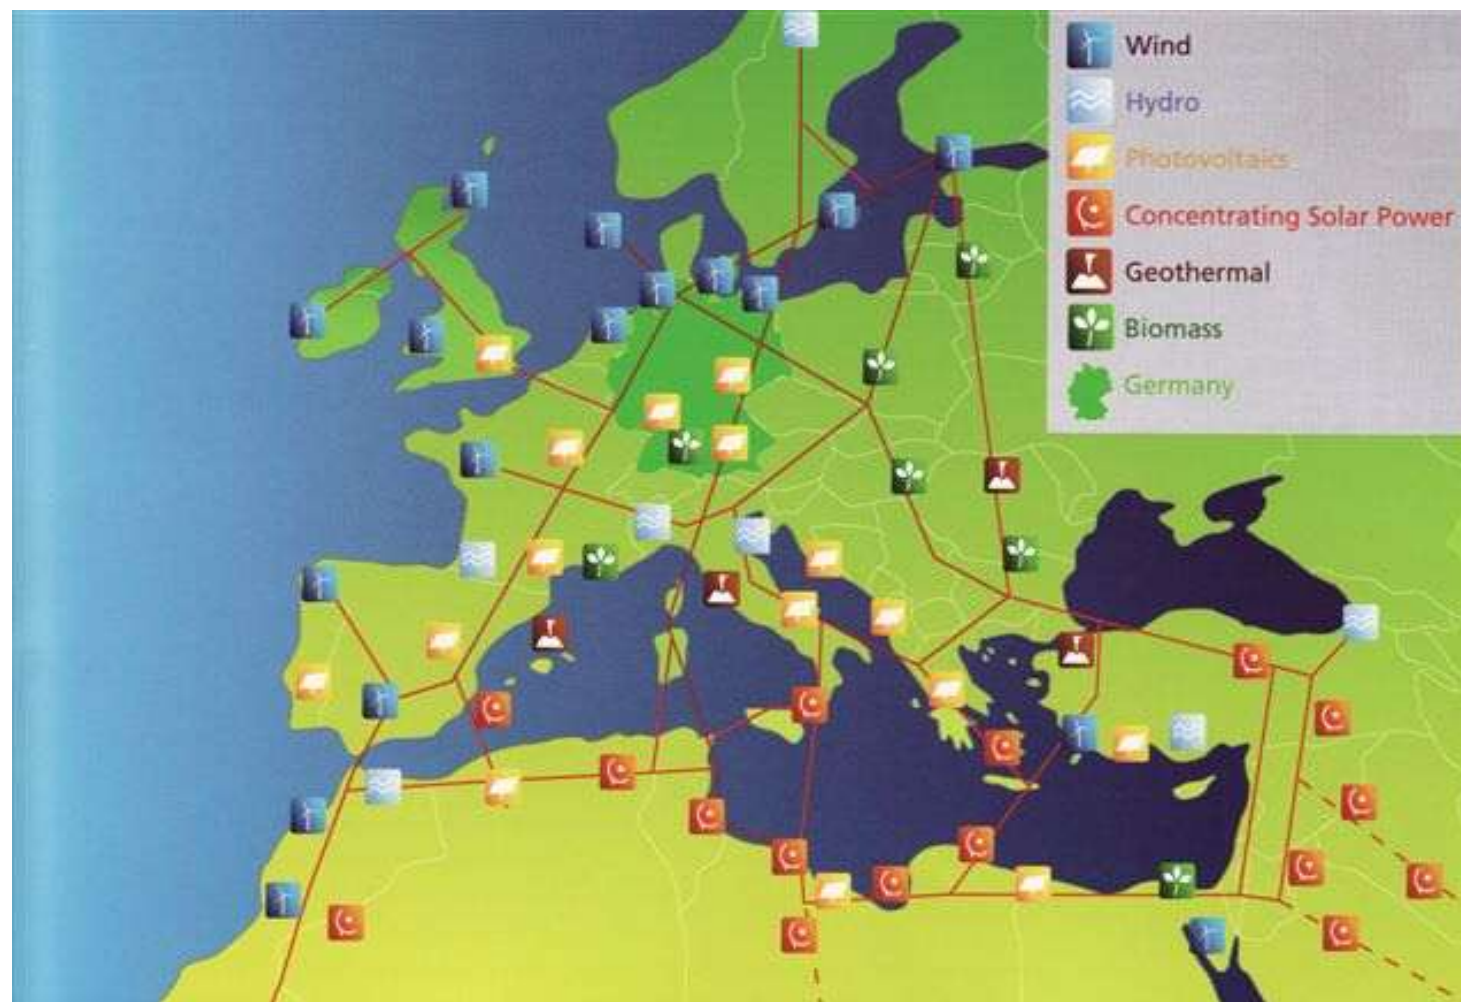 Wind
Hydro
Photovoltaics
Concentrating Solar Power
Geothermal
Biomass
Germany